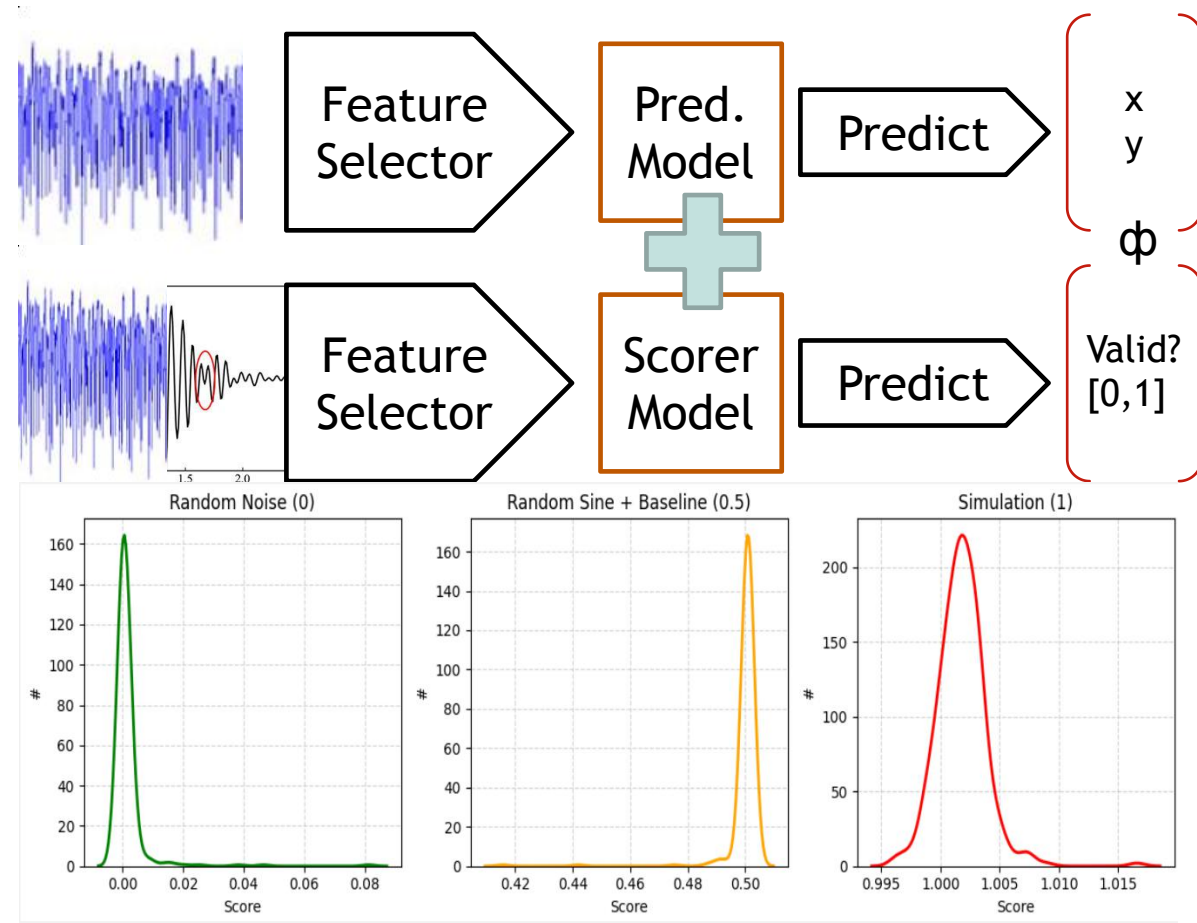 Feature
Selector
Pred.
Model
Predict
x
y
ф
1.5 2.0
Feature
Selector
Scorer
Model
Predict
Valid?
[0,1]
Random Noise (0)
160
140
120
100
80
60
40
20
0
#
0.00 0.02 0.04 0.06 0.08
Score
Random Sine + Baseline (0.5)
160
140
120
100
80
60
40
20
0
#
0.42 0.44 0.46 0.48 0.50
Score
Simulation (1)
200
150
100
50
0
#
0.995 1.000 1.005 1.010 1.015
Score